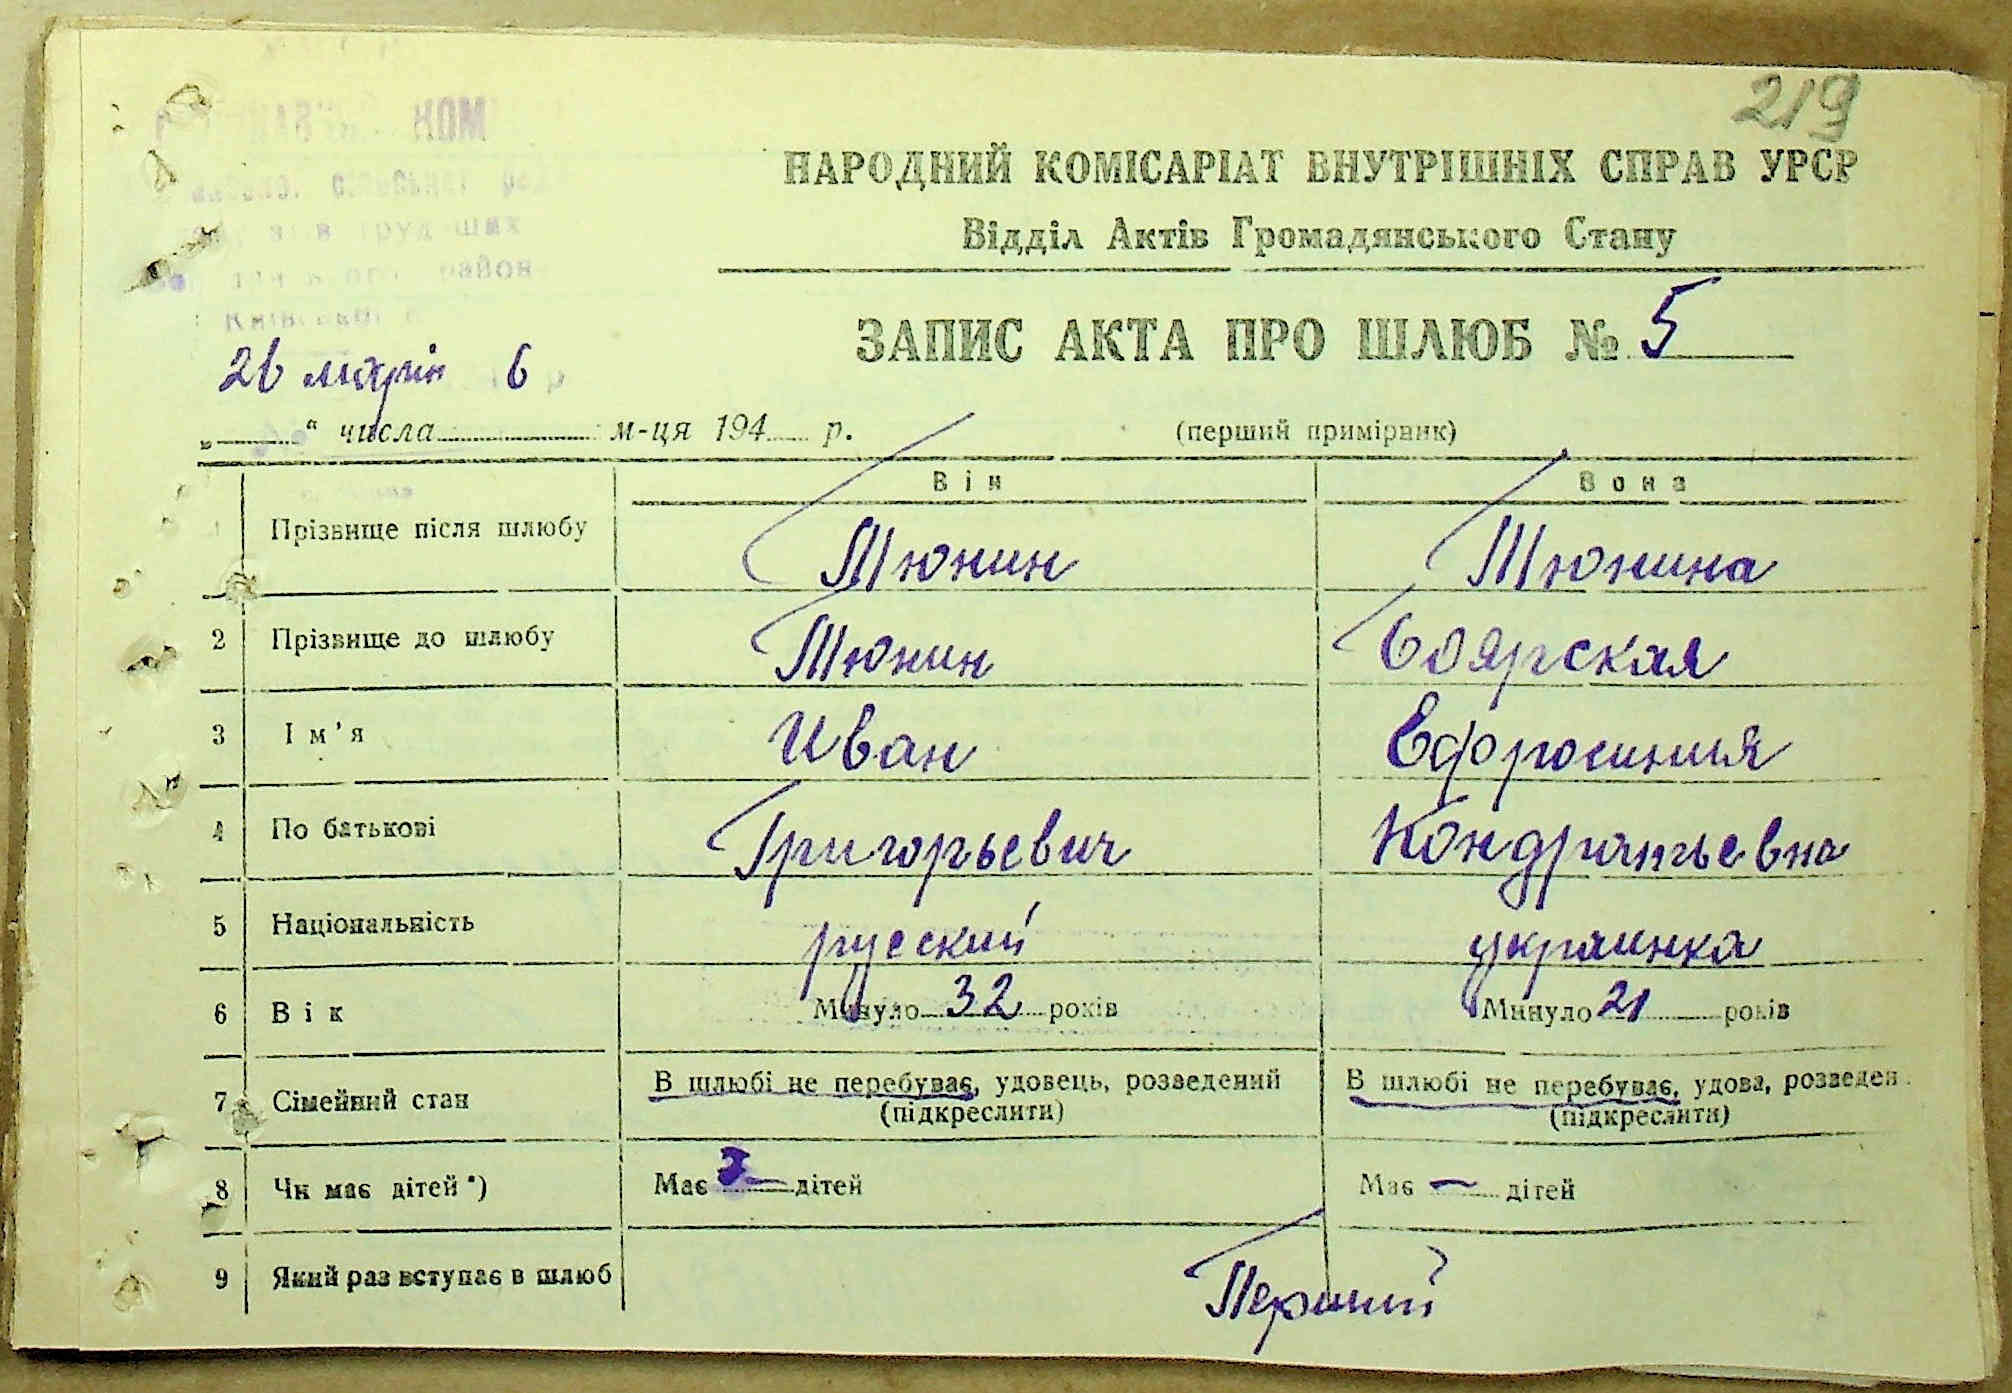 219
НАРОДНИЙ КОМІСАРІАТ ВНУТРІШНІХ СПРАВ УРСР
Відділ Актів Громадянського Стану
ЗАПИС АКТА ПРО ШЛЮБ № 5
26 6
„ “ числа м-ця 194 р. (перший примірник)
Він Вона
1 Прізвище після шлюбу Тюнин Тюнина
2 Прізвище до шлюбу Тюнин Боярская
3 Ім'я Иван Ефросиния
4 По батькові Григорьевич Кондратьевна
5 Національність русский украинка
6 Вік Минуло 32 років Минуло 21 років
7 Сімейний стан В шлюбі не перебуває, удовець, розведений В шлюбі не перебуває, удова, розведен
(підкреслити) (підкреслити)
8 Чи має дітей *) Має — дітей Має — дітей
9 Який раз вступає в шлюб Перший